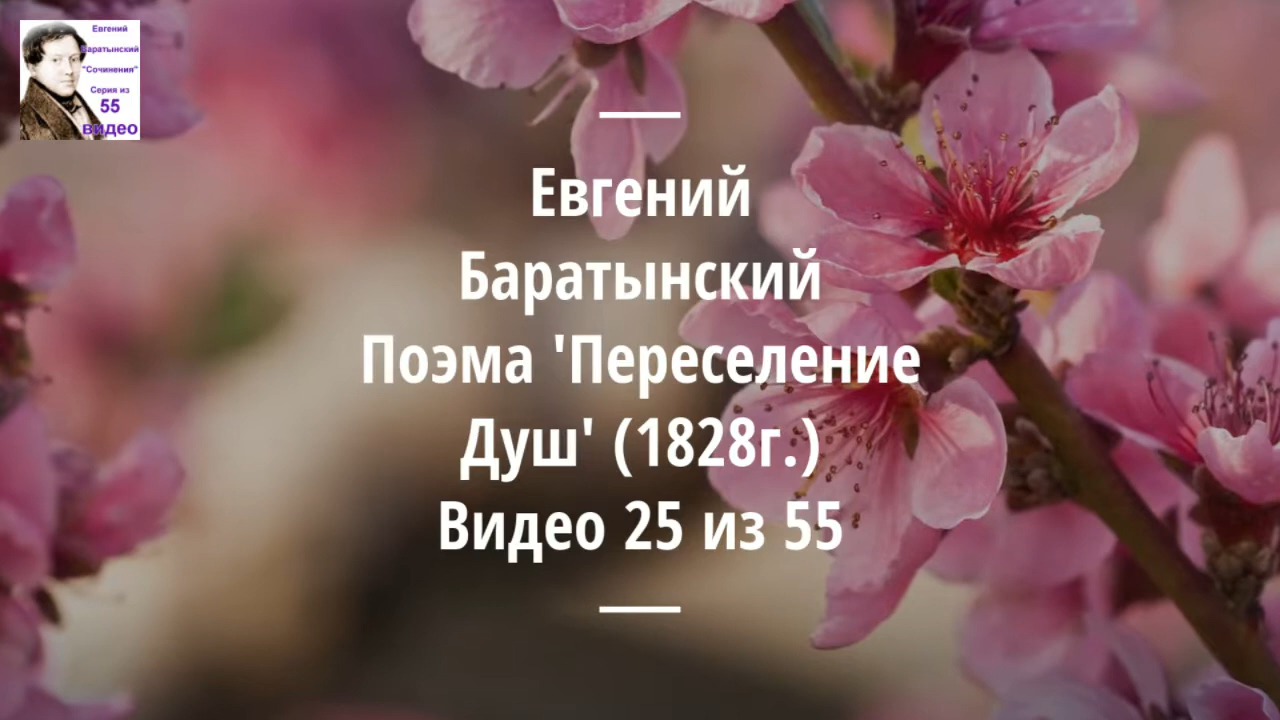 Евгений
Баратынский
"Сочинения"
Серия из
55
видео
Евгений
Баратынский
Поэма 'Переселение
Душ' (1828г.)
Видео 25 из 55